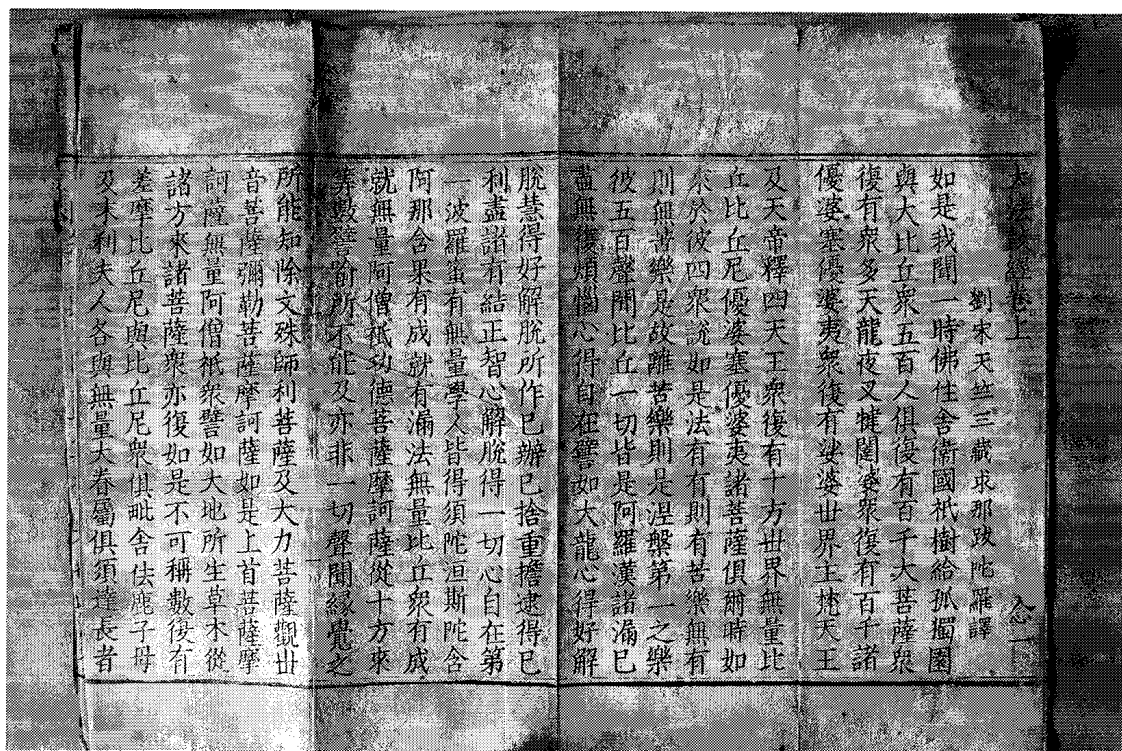 大法鼓經卷上　　念一
劉宋天竺三藏求那跋陀羅譯
如是我聞一時佛住舍衛國祇樹給孤獨園
與大比丘衆五百人俱復有百千大菩薩衆
復有衆多天龍夜叉揵闥婆衆復有百千諸
優婆塞優婆夷衆復有娑婆世界主梵天王
及天帝釋四天王衆復有十方世界無量比
丘比丘尼優婆塞優婆夷諸菩薩俱爾時如
來於彼四衆說如是法有有則有苦樂無有
則無苦樂是故離苦樂則是涅槃第一之樂
彼五百聲聞比丘一切皆是阿羅漢諸漏已
盡無復煩惱心得自在譬如大龍心得好解
脫慧得好解脫所作已辦已捨重擔逮得已
利盡諸有結正智心解脫得一切心自在第
一波羅蜜有無量學人皆得須陀洹斯陀含
阿那含果有成就有漏法無量比丘衆有成
就無量阿僧祇功德菩薩摩訶薩從十方來
筭數譬喻所不能及亦非一切聲聞緣覺之
所能知除文殊師利菩薩及大力菩薩觀世
音菩薩彌勒菩薩摩訶薩如是上首菩薩摩
訶薩無量阿僧祇衆譬如大地所生草木從
諸方來諸菩薩衆亦復如是不可稱數復有
差摩比丘尼與比丘尼衆俱毗舍佉鹿子母
及末利夫人各與無量大眷屬俱須達長者